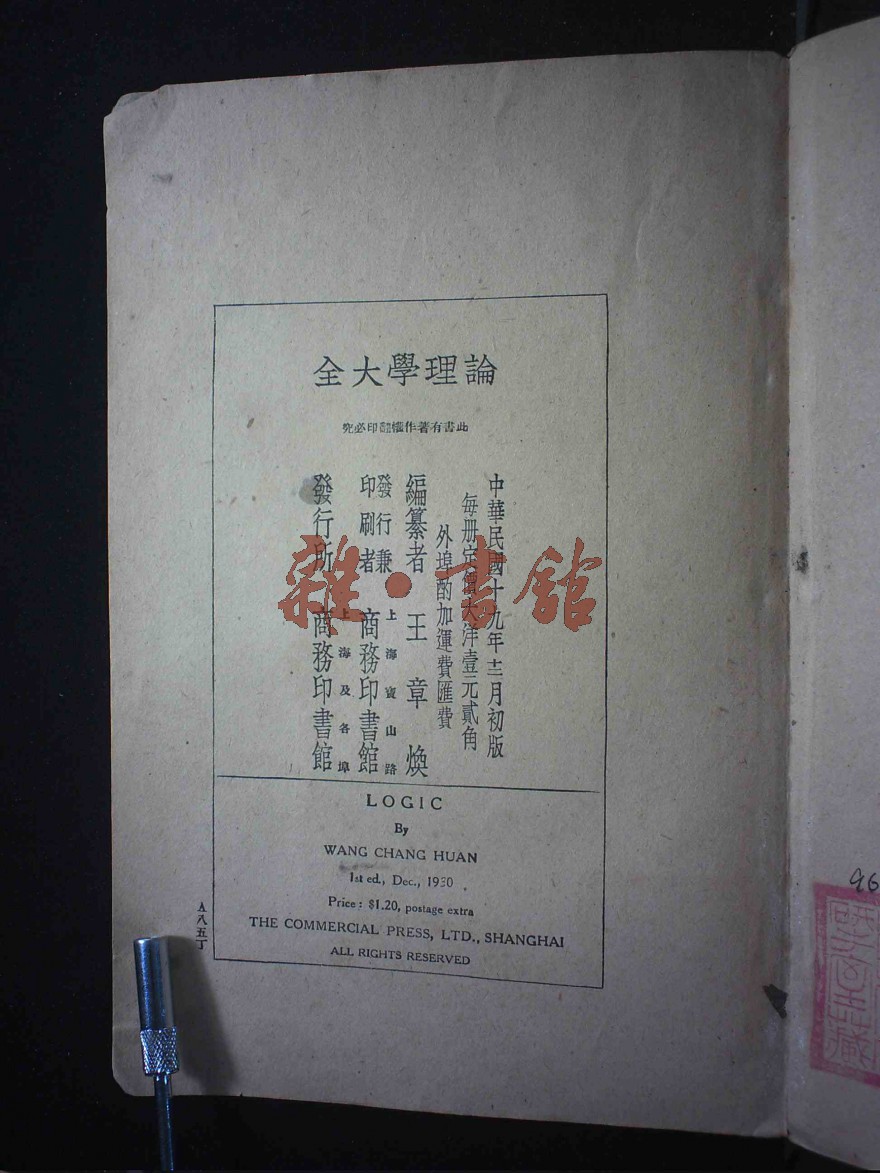 論理學大全
此書有著作權翻印必究
中華民國十九年十二月初版
每册定價大洋壹元貳角
外埠酌加運費匯費
編纂者 王章煥
發行兼印刷者 上海寶山路 商務印書館
發行所 上海及各埠 商務印書館
雜·書館
LOGIC
By
WANG CHANG HUAN
1st ed., Dec., 1930
Price: $1.20, postage extra
THE COMMERCIAL PRESS, LTD., SHANGHAI
ALL RIGHTS RESERVED
A八五丁
96